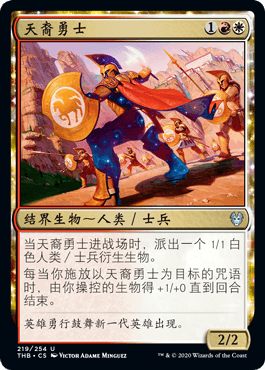 天裔勇士 1
结界生物～人类／士兵
当天裔勇士进战场时，派出一个 1/1 白
色人类／士兵衍生生物。
每当你施放以天裔勇士为目标的咒语
时，由你操控的生物得 +1/+0 直到回合
结束。
英雄勇行鼓舞新一代英雄出现。
2/2
219/254 U
THB • CS VICTOR ADAME MINGUEZ
™ & © 2020 Wizards of the Coast